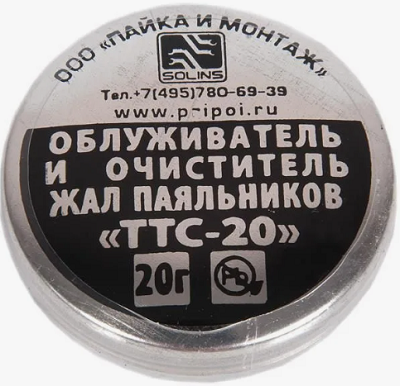 ООО «ПАЙКА И МОНТАЖ»
SOLINS
Тел.+7(495)780-69-39
www.pripoi.ru
ОБЛУЖИВАТЕЛЬ
И ОЧИСТИТЕЛЬ
ЖАЛ ПАЯЛЬНИКОВ
«ТТС-20»
20г Pb